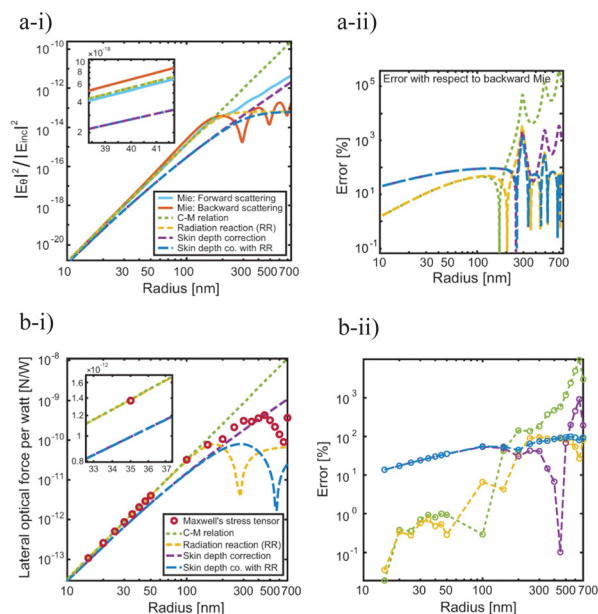 a-i)
10^-10
10^-12
10^-14
10^-16
10^-18
10^-20
|E_θ|^2/|E_inc|^2
×10^-18
10
8
6
4
2
39 40 41
Mie: Forward scattering
Mie: Backward scattering
C-M relation
Radiation reaction (RR)
Skin depth correction
Skin depth co. with RR
10 30 50 100 300 500 700
Radius [nm]
a-ii)
Error with respect to backward Mie
10^5
10^3
10^1
10^-1
Error [%]
10 30 50 100 300 500 700
Radius [nm]
b-i)
10^-8
10^-9
10^-10
10^-11
10^-12
10^-13
Lateral optical force per watt [N/W]
×10^-12
1.6
1.4
1.2
1
0.8
33 34 35 36 37
Maxwell's stress tensor
C-M relation
Radiation reaction (RR)
Skin depth correction
Skin depth co. with RR
10 30 50 100 300 500 700
Radius [nm]
b-ii)
10^4
10^3
10^2
10^1
10^0
10^-1
Error [%]
10 30 50 100 300 500 700
Radius [nm]